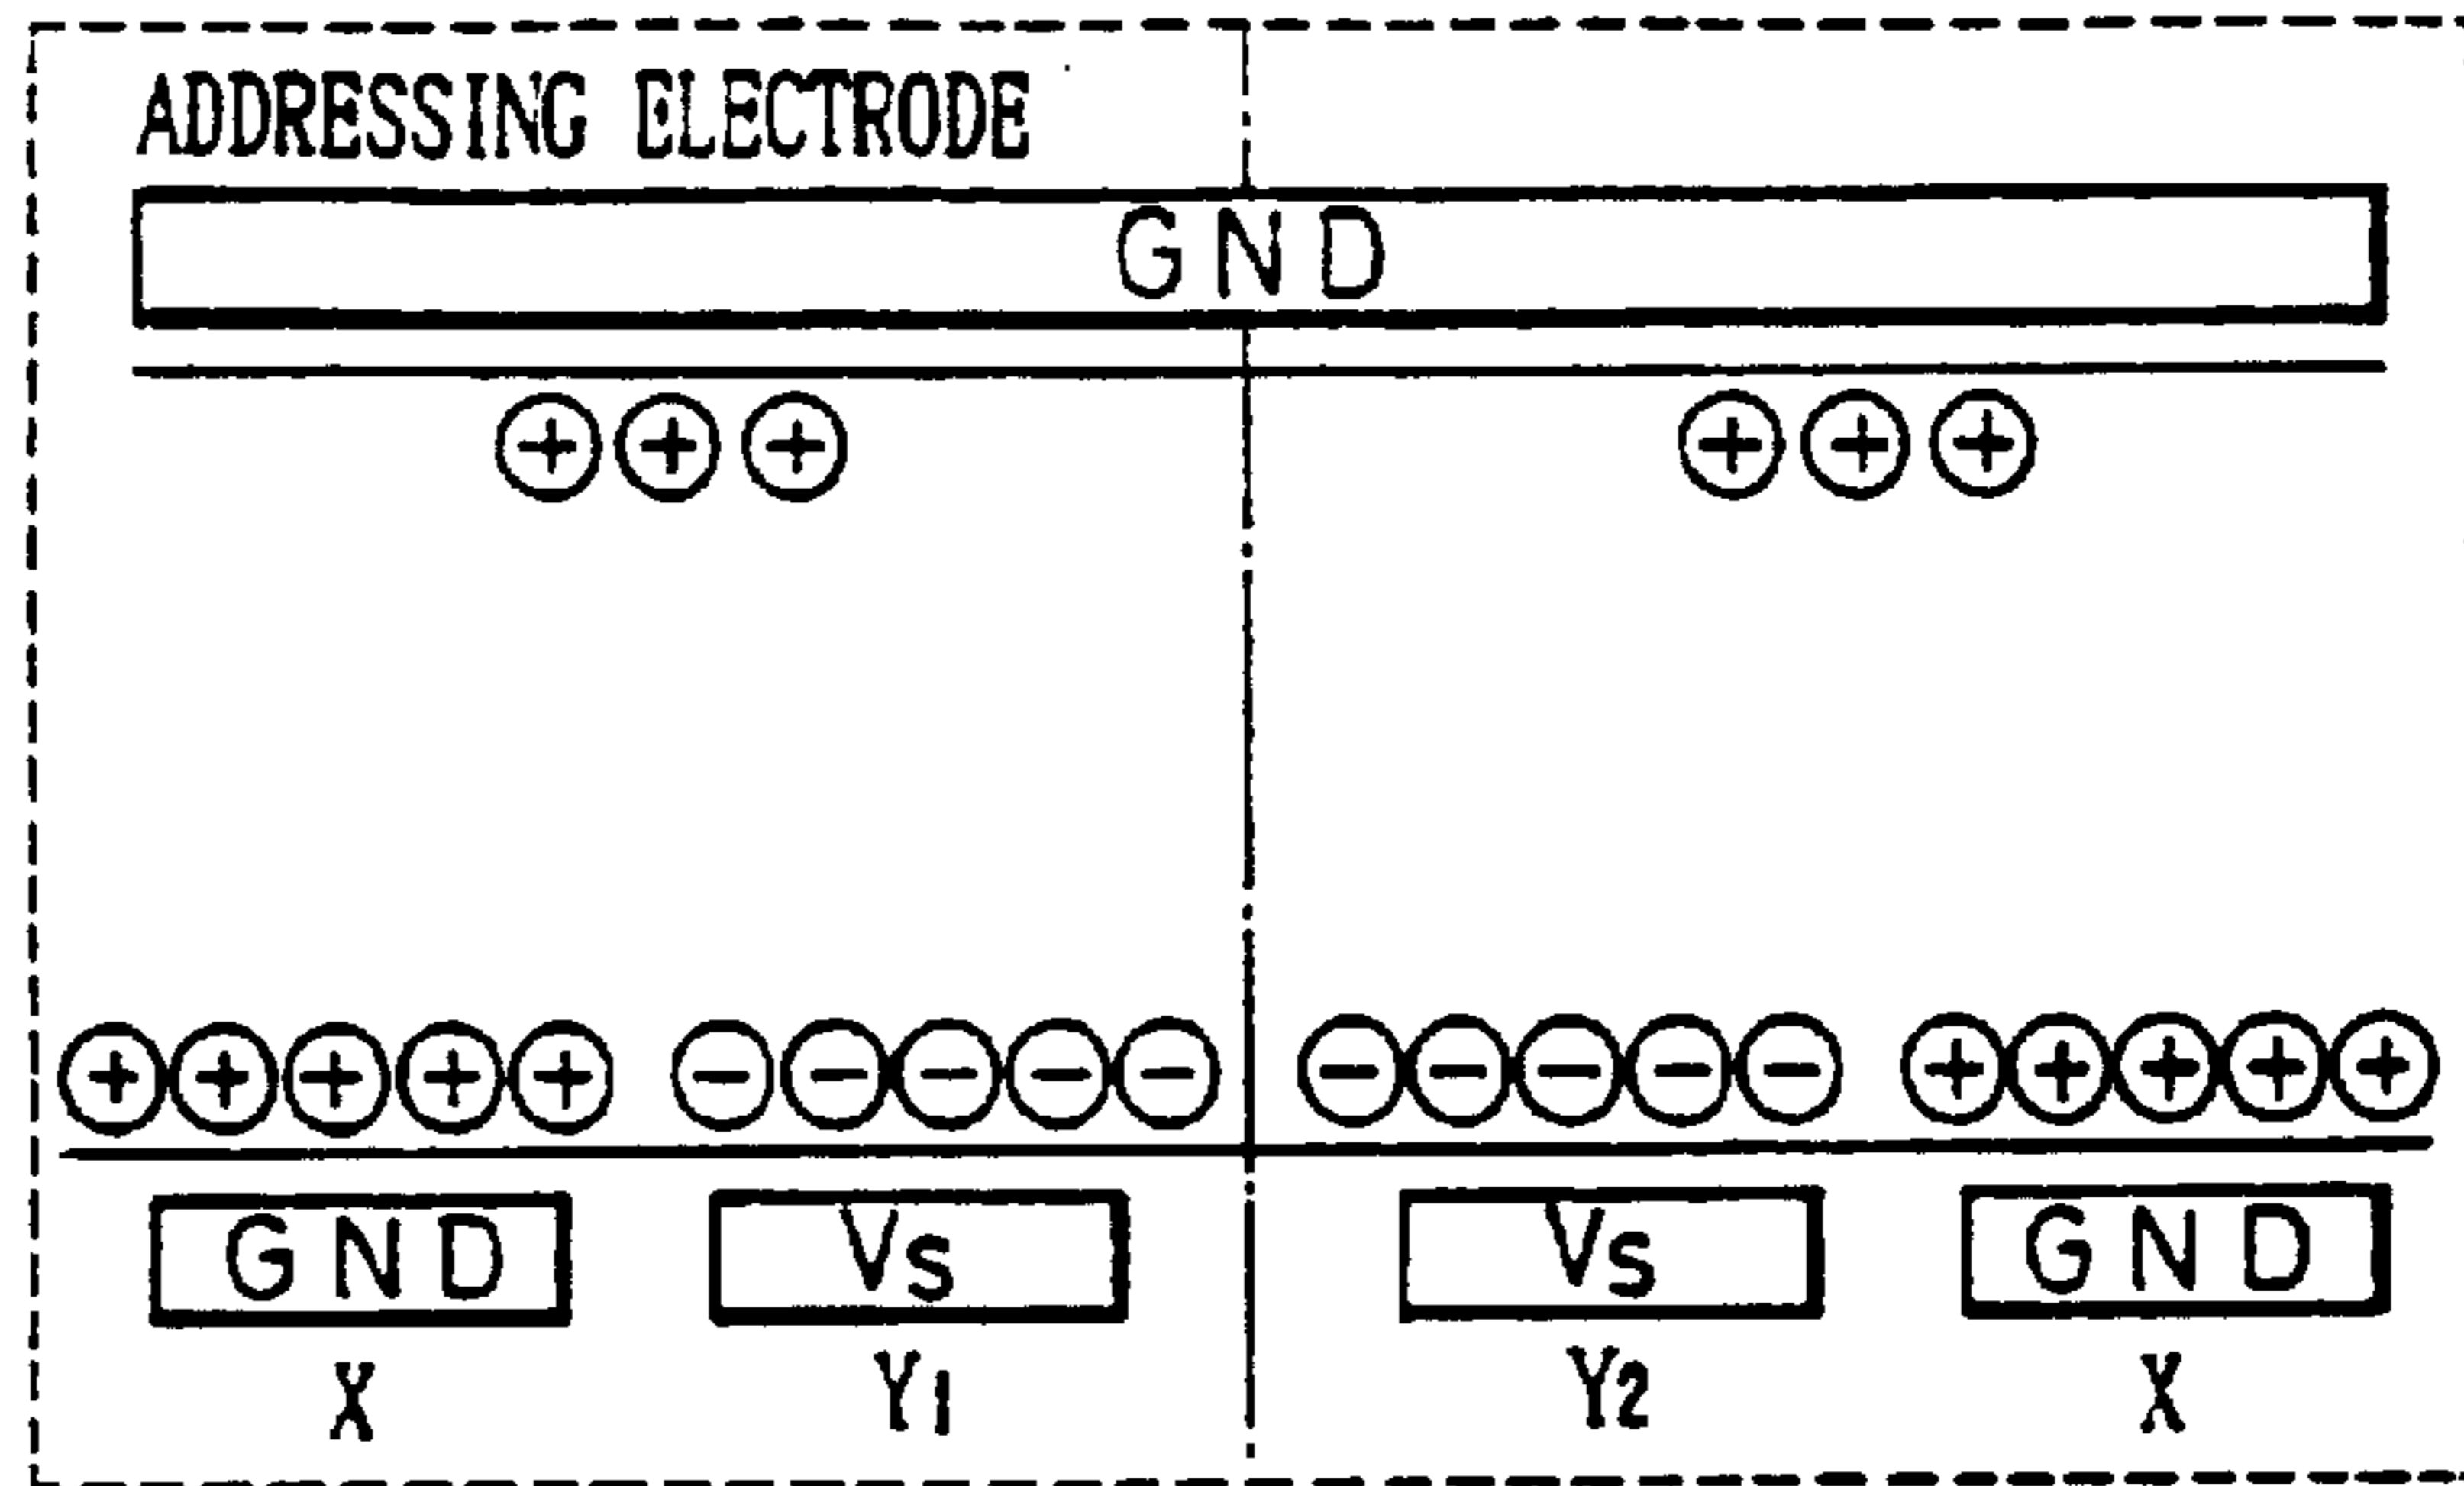 ADDRESSING ELECTRODE
GND
⊕⊕⊕ ⊕⊕⊕
⊕⊕⊕⊕⊕ ⊖⊖⊖⊖⊖ ⊖⊖⊖⊖⊖ ⊕⊕⊕⊕⊕
GND Vs Vs GND
X Y1 Y2 X